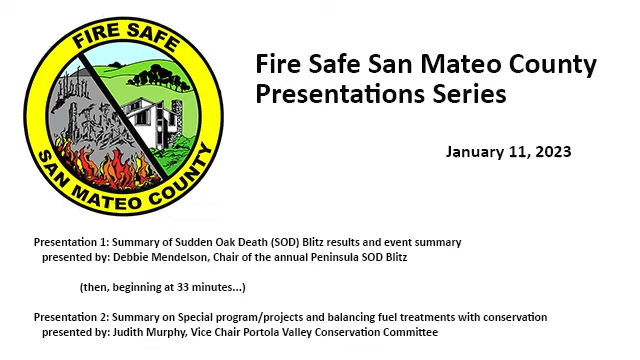 FIRE SAFE
SAN MATEO COUNTY
Fire Safe San Mateo County
Presentations Series
January 11, 2023
Presentation 1: Summary of Sudden Oak Death (SOD) Blitz results and event summary
presented by: Debbie Mendelson, Chair of the annual Peninsula SOD Blitz
(then, beginning at 33 minutes...)
Presentation 2: Summary on Special program/projects and balancing fuel treatments with conservation
presented by: Judith Murphy, Vice Chair Portola Valley Conservation Committee